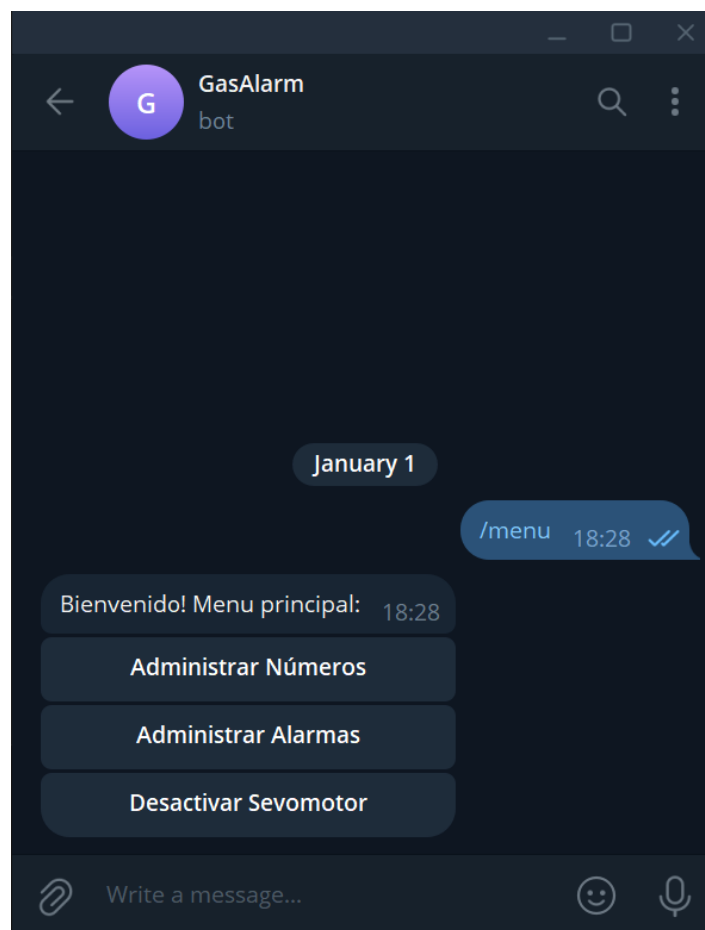 GasAlarm
G
bot
January 1
/menu 18:28
Bienvenido! Menu principal: 18:28
Administrar Números
Administrar Alarmas
Desactivar Sevomotor
Write a message...